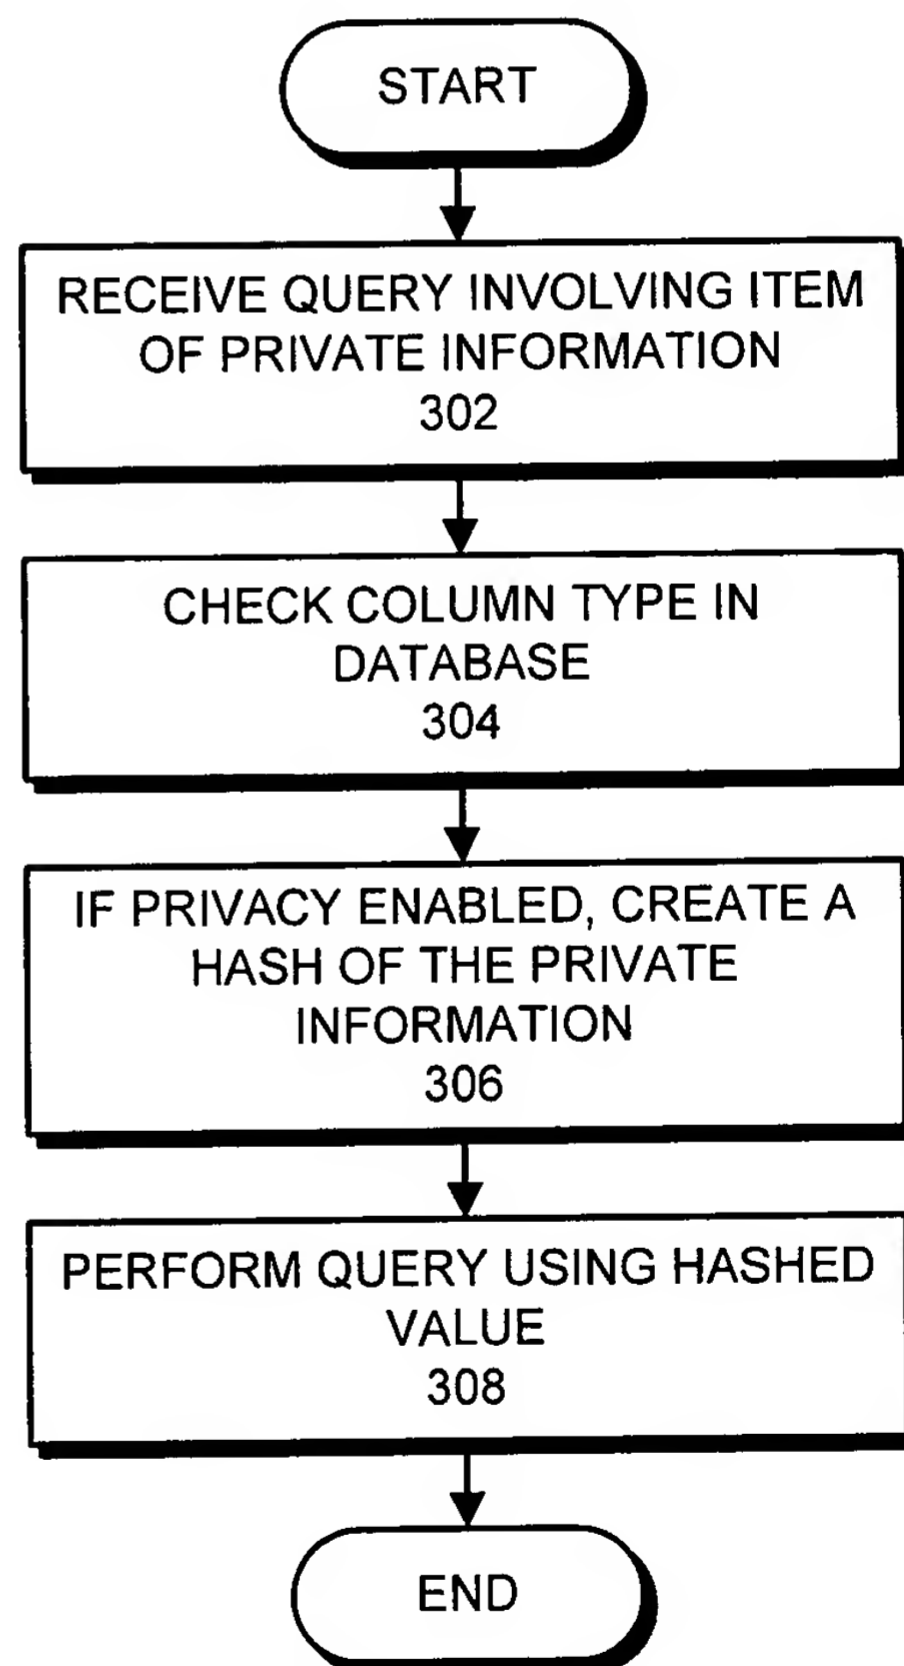 START
RECEIVE QUERY INVOLVING ITEM
OF PRIVATE INFORMATION
302
CHECK COLUMN TYPE IN
DATABASE
304
IF PRIVACY ENABLED, CREATE A
HASH OF THE PRIVATE
INFORMATION
306
PERFORM QUERY USING HASHED
VALUE
308
END